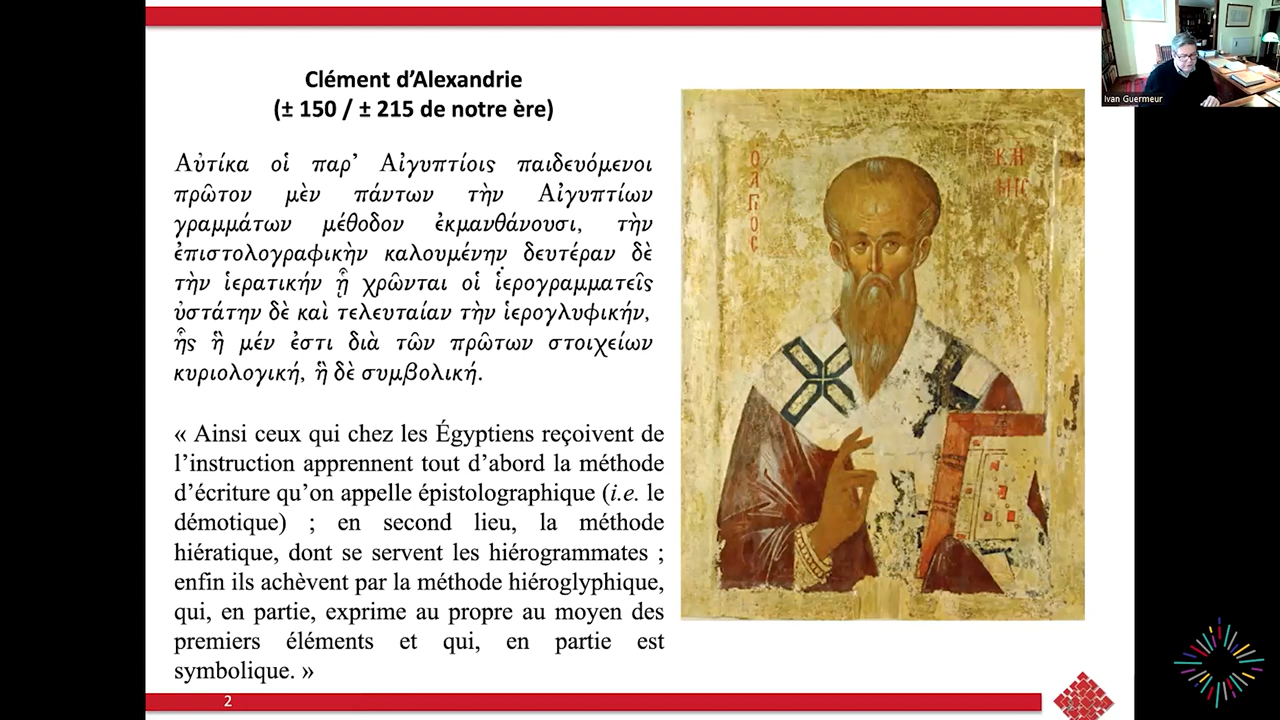 Clément d’Alexandrie
(± 150 / ± 215 de notre ère)
Αὐτίκα οἱ παρ’ Αἰγυπτίοις παιδευόμενοι
πρῶτον μὲν πάντων τὴν Αἰγυπτίων
γραμμάτων μέθοδον ἐκμανθάνουσι, τὴν
ἐπιστολογραφικὴν καλουμένην δευτέραν δὲ
τὴν ἱερατικήν ᾗ χρῶνται οἱ ἱερογραμματεῖς
ὑστάτην δὲ καὶ τελευταίαν τὴν ἱερογλυφικήν,
ἧς ἣ μέν ἐστι διὰ τῶν πρῶτων στοιχείων
κυριολογική, ἣ δὲ συμβολική.
« Ainsi ceux qui chez les Égyptiens reçoivent de
l’instruction apprennent tout d’abord la méthode
d’écriture qu’on appelle épistolographique (i.e. le
démotique) ; en second lieu, la méthode
hiératique, dont se servent les hiérogrammates ;
enfin ils achèvent par la méthode hiéroglyphique,
qui, en partie, exprime au propre au moyen des
premiers éléments et qui, en partie est
symbolique. »
2
Ivan Guermeur